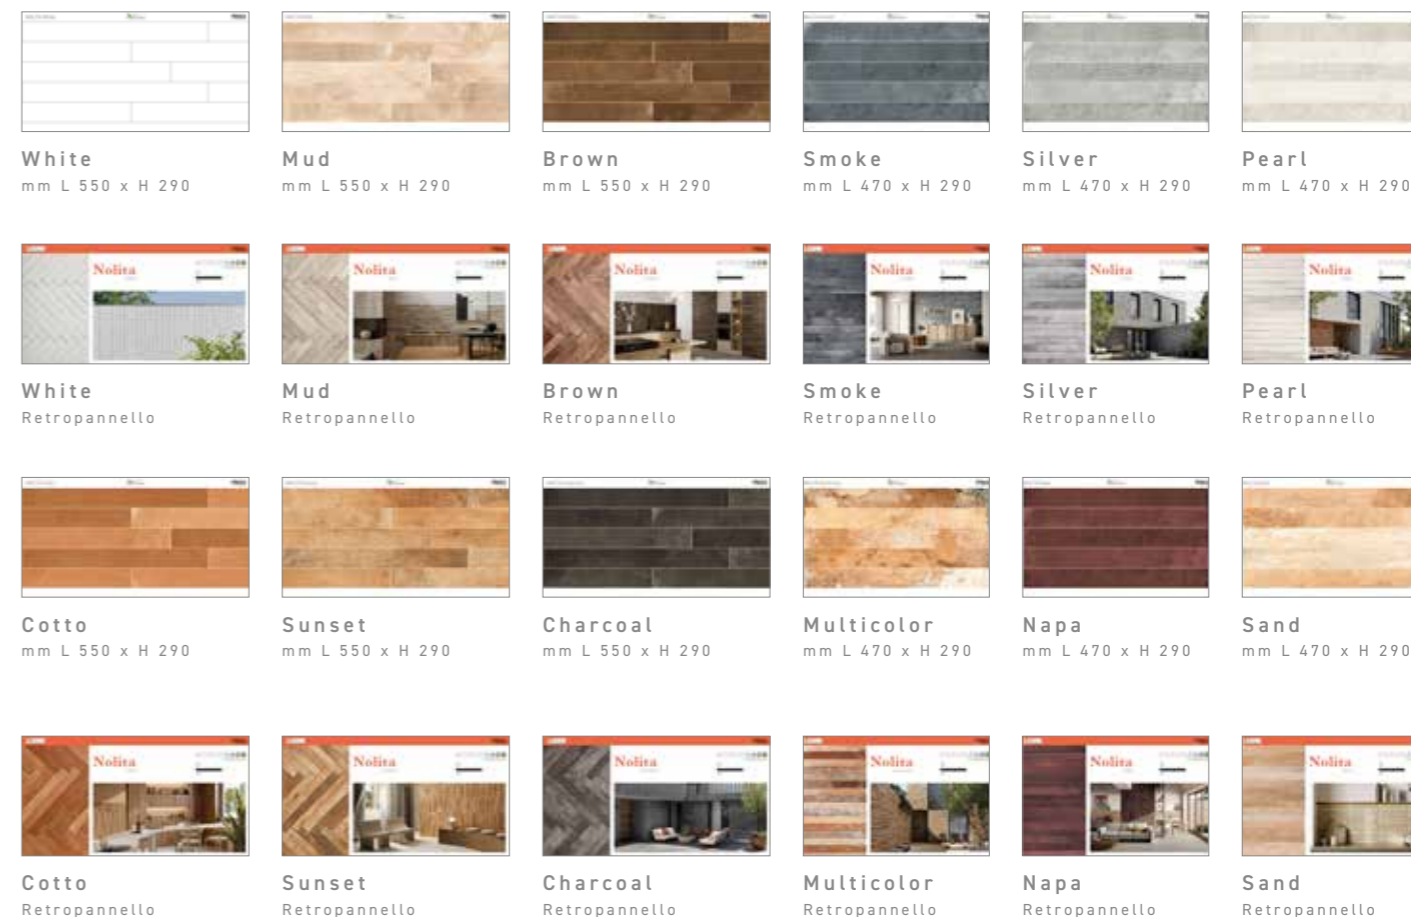 White
mm L 550 x H 290
Mud
mm L 550 x H 290
Brown
mm L 550 x H 290
Smoke
mm L 470 x H 290
Silver
mm L 470 x H 290
Pearl
mm L 470 x H 290
Nolita
Nolita
Nolita
Nolita
Nolita
Nolita
White
Retropannello
Mud
Retropannello
Brown
Retropannello
Smoke
Retropannello
Silver
Retropannello
Pearl
Retropannello
Cotto
mm L 550 x H 290
Sunset
mm L 550 x H 290
Charcoal
mm L 550 x H 290
Multicolor
mm L 470 x H 290
Napa
mm L 470 x H 290
Sand
mm L 470 x H 290
Nolita
Nolita
Nolita
Nolita
Nolita
Nolita
Cotto
Retropannello
Sunset
Retropannello
Charcoal
Retropannello
Multicolor
Retropannello
Napa
Retropannello
Sand
Retropannello